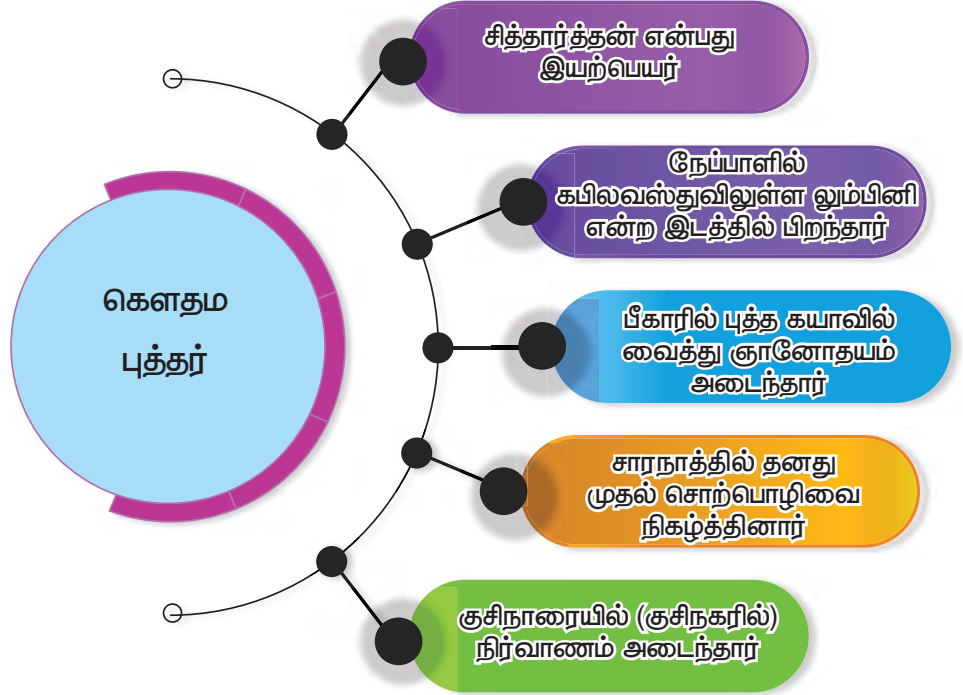 கௌதம
புத்தர்
சித்தார்த்தன் என்பது
இயற்பெயர்
நேப்பாளில்
கபிலவஸ்துவிலுள்ள லும்பினி
என்ற இடத்தில் பிறந்தார்
பீகாரில் புத்த கயாவில்
வைத்து ஞானோதயம்
அடைந்தார்
சாரநாத்தில் தனது
முதல் சொற்பொழிவை
நிகழ்த்தினார்
குசிநாரையில் (குசிநகரில்)
நிர்வாணம் அடைந்தார்